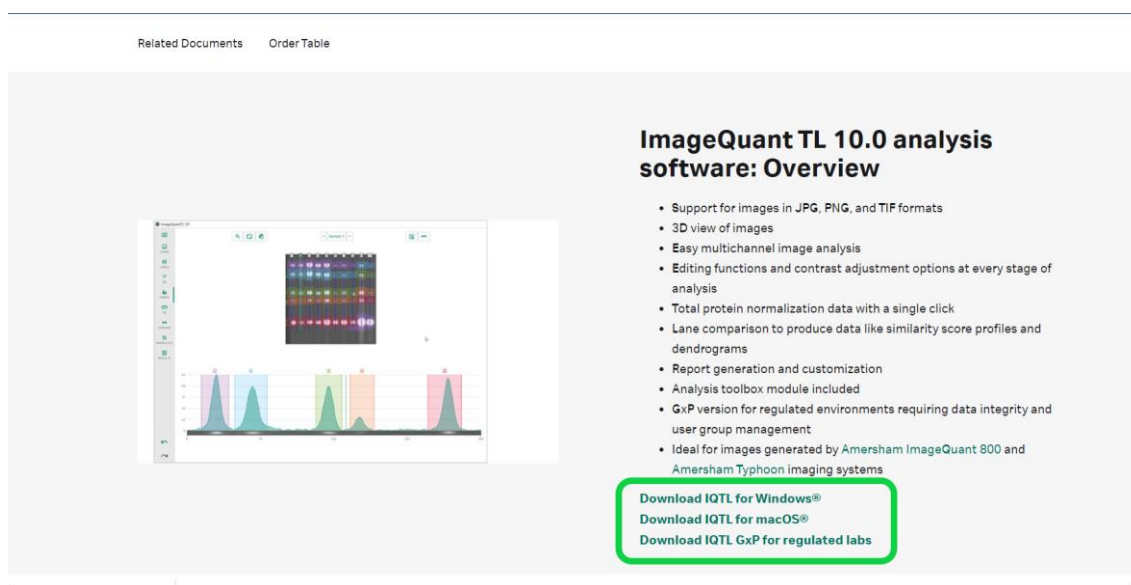 Related Documents Order Table
ImageQuant TL 10.0 analysis
software: Overview
• Support for images in JPG, PNG, and TIF formats
• 3D view of images
• Easy multichannel image analysis
• Editing functions and contrast adjustment options at every stage of
analysis
• Total protein normalization data with a single click
• Lane comparison to produce data like similarity score profiles and
dendrograms
• Report generation and customization
• Analysis toolbox module included
• GxP version for regulated environments requiring data integrity and
user group management
• Ideal for images generated by Amersham ImageQuant 800 and
Amersham Typhoon imaging systems
Download IQTL for Windows®
Download IQTL for macOS®
Download IQTL GxP for regulated labs